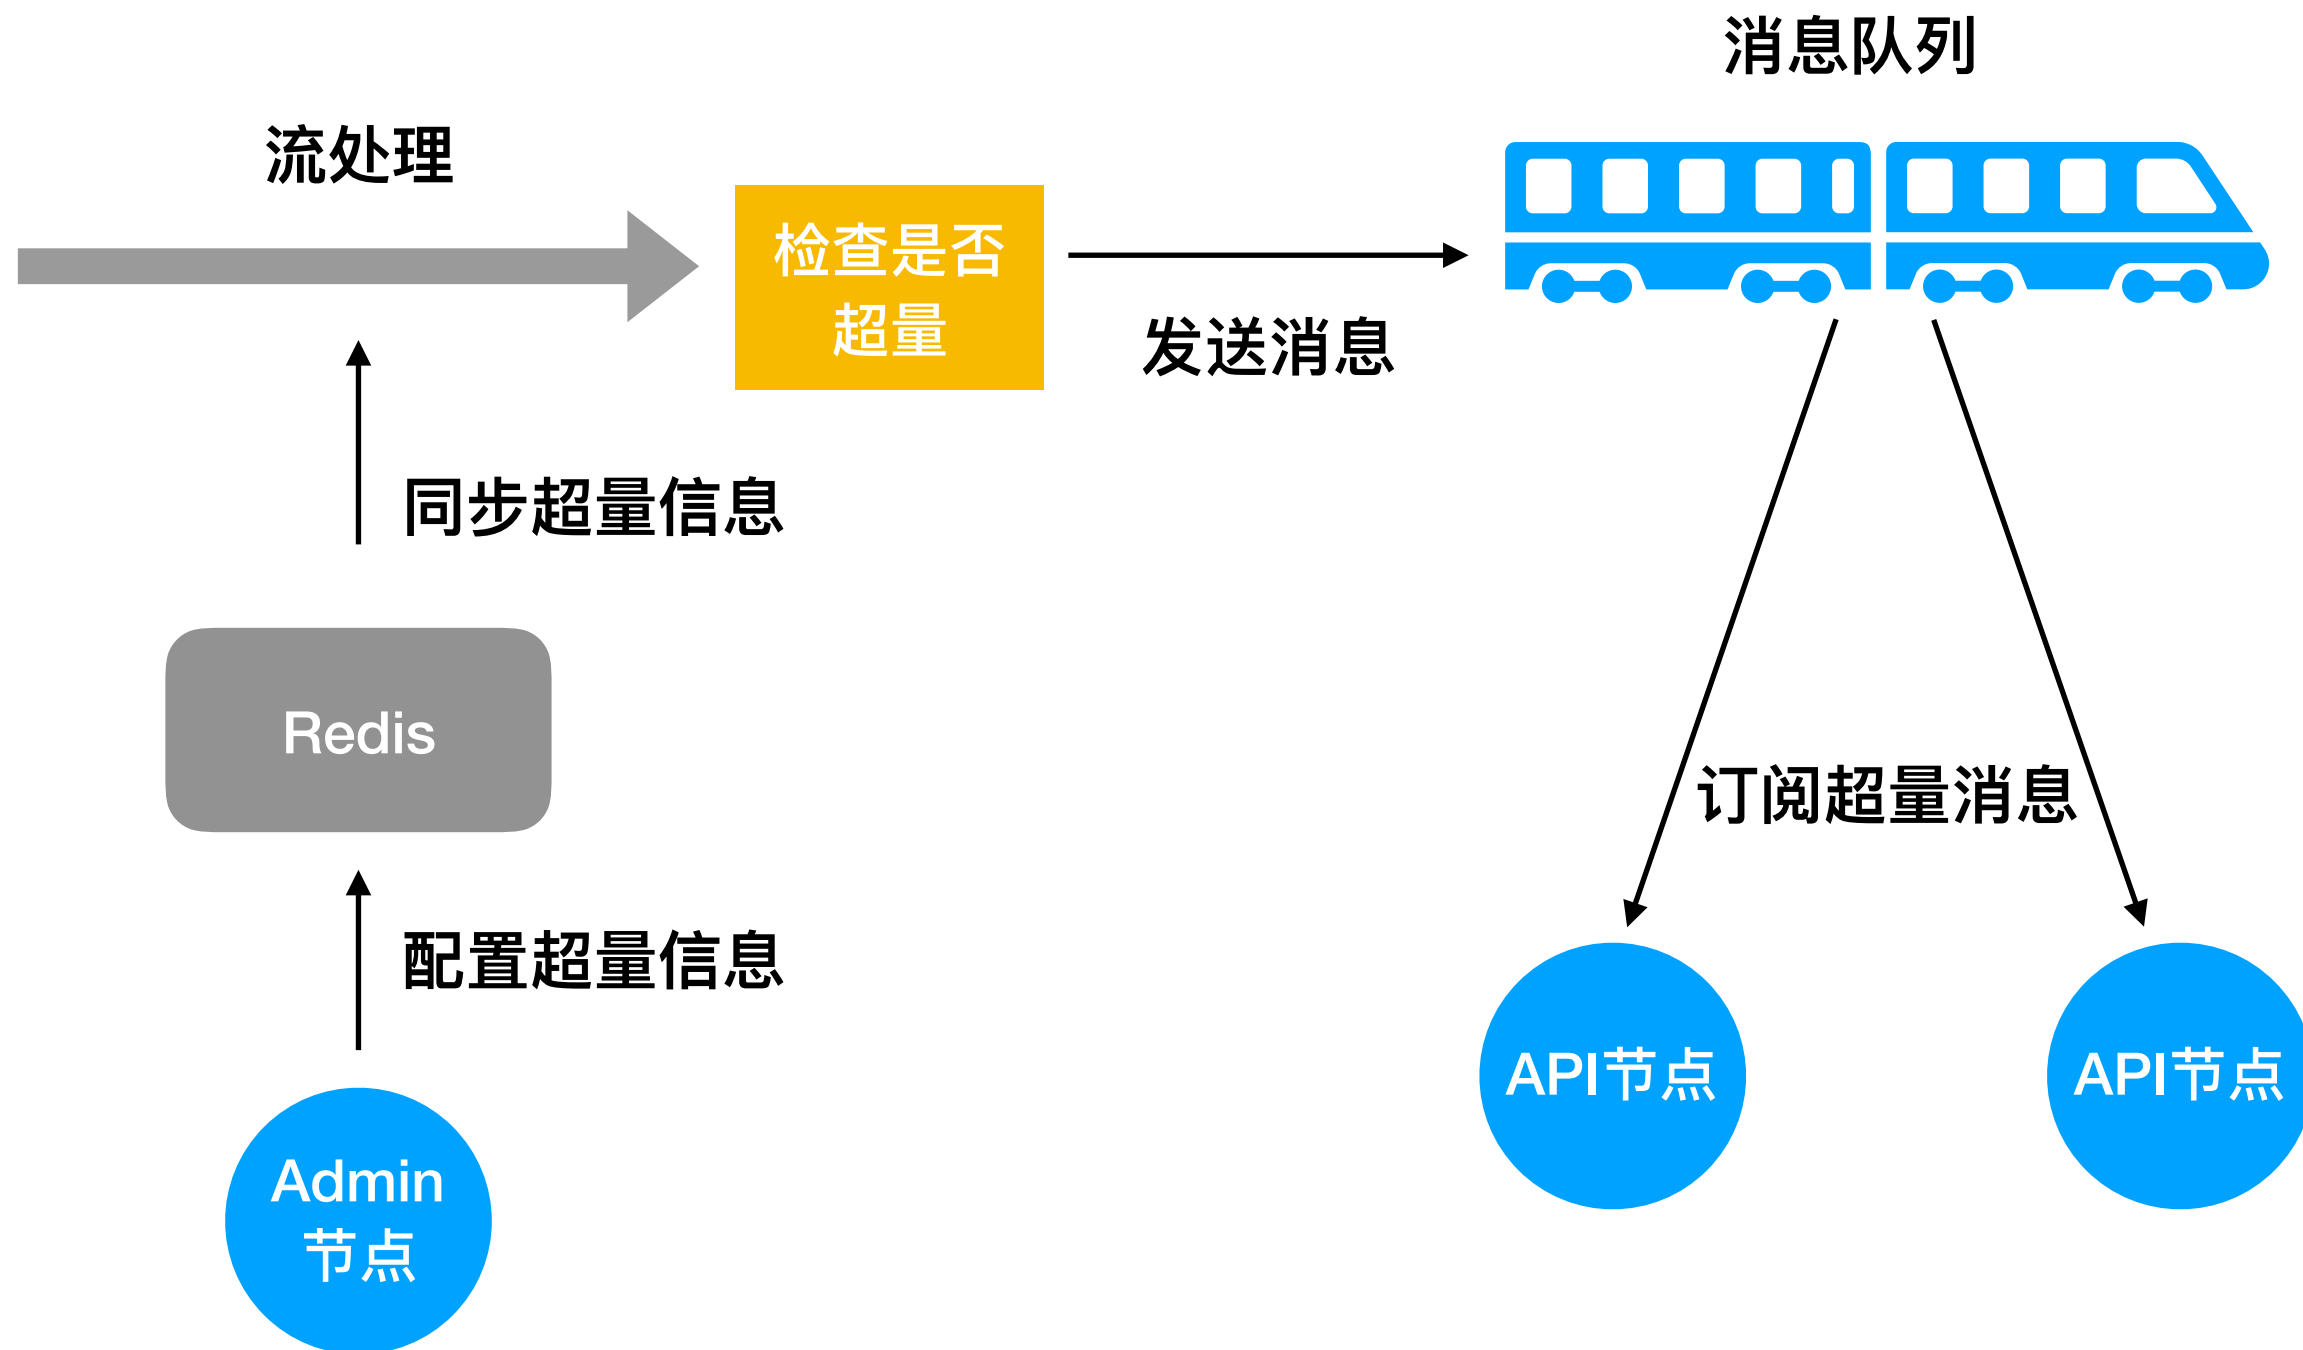 消息队列
流处理
检查是否
超量
发送消息
同步超量信息
Redis
订阅超量消息
配置超量信息
API节点
API节点
Admin
节点